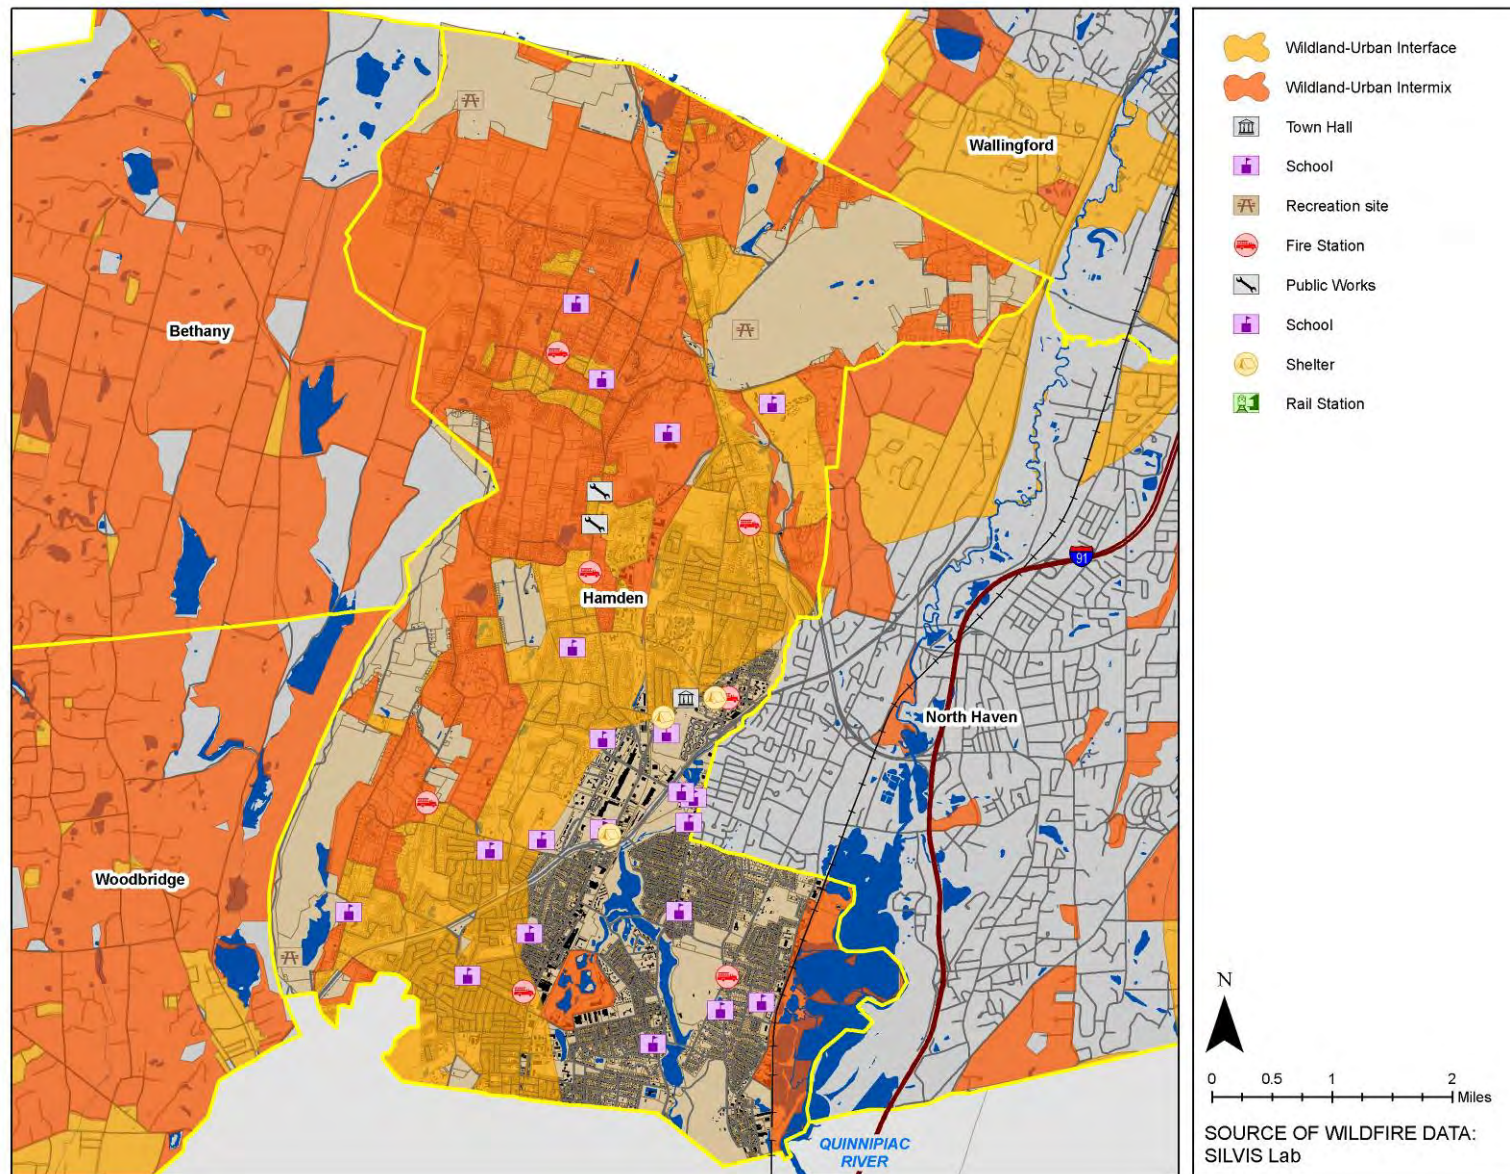 Wallingford
Bethany
Hamden
91
North Haven
Woodbridge
QUINNIPIAC
RIVER
Wildland-Urban Interface
Wildland-Urban Intermix
Town Hall
School
Recreation site
Fire Station
Public Works
School
Shelter
Rail Station
N
0 0.5 1 2
Miles
SOURCE OF WILDFIRE DATA:
SILVIS Lab